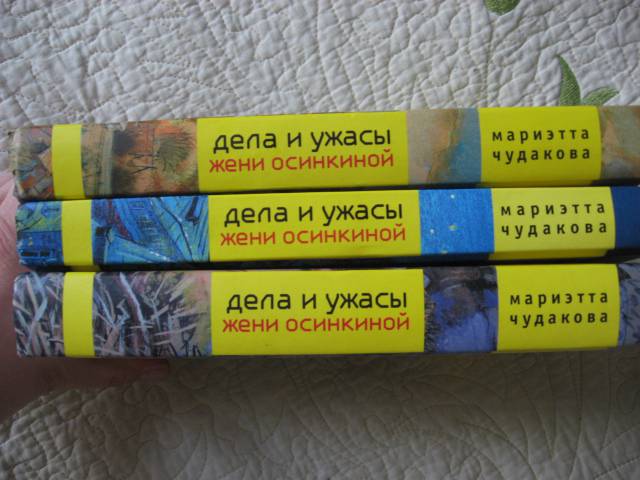 дела и ужасы
жени осинкиной
мариэтта
чудакова
дела и ужасы
жени осинкиной
мариэтта
чудакова
дела и ужасы
жени осинкиной
мариэтта
чудакова